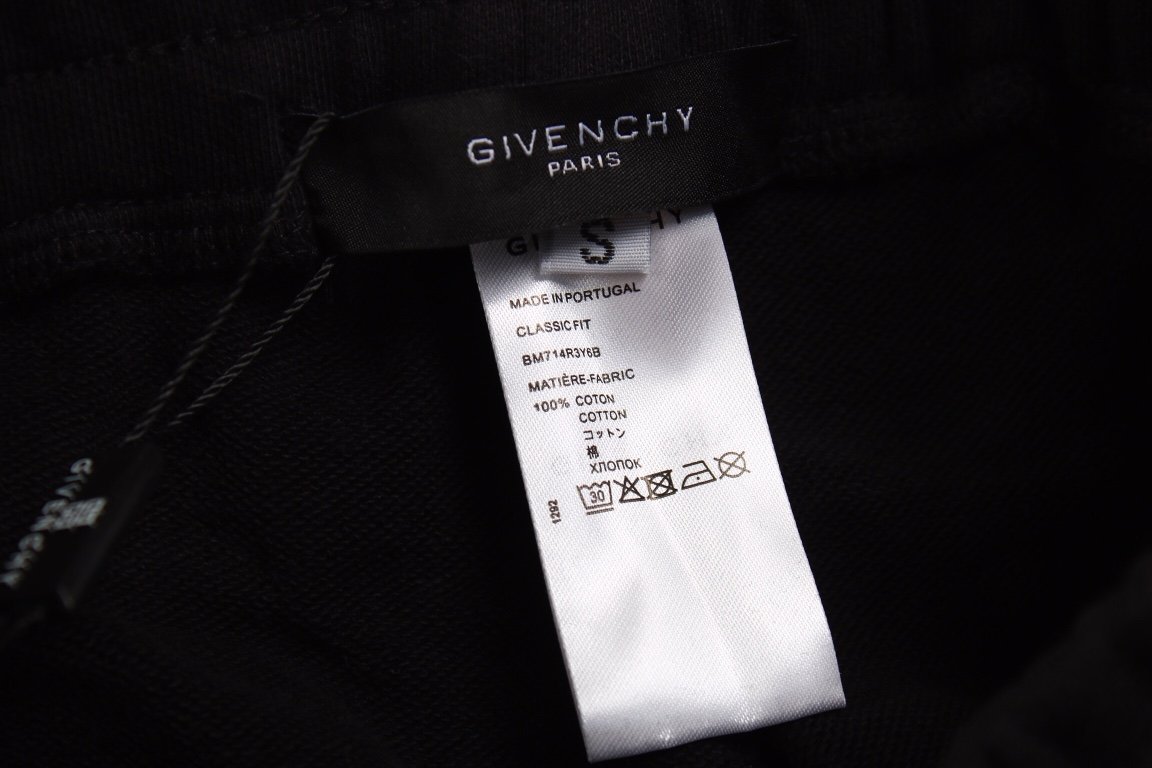 GIVENCHY
PARIS
S
MADE IN PORTUGAL
CLASSIC FIT
BM714R3Y6B
MATIÈRE-FABRIC
100% COTON
COTTON
コットン
棉
ХЛОПОК
30
1292
GIVENCHY